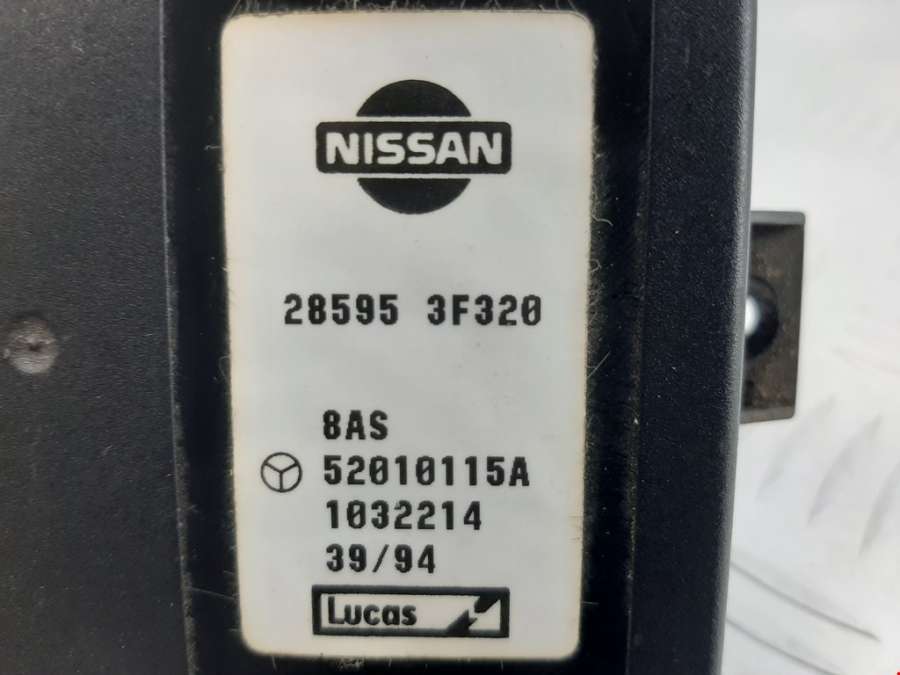 NISSAN
28595 3F320
8AS
52010115A
1032214
39/94
Lucas